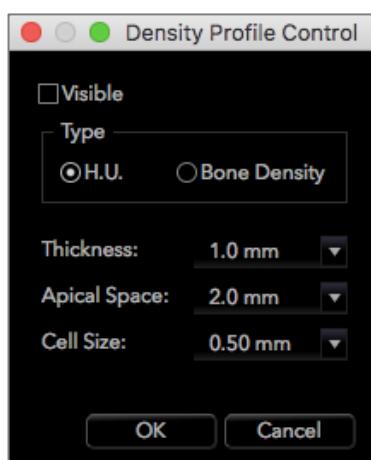 Density Profile Control
Visible
Type
H.U. Bone Density
Thickness: 1.0 mm
Apical Space: 2.0 mm
Cell Size: 0.50 mm
OK Cancel